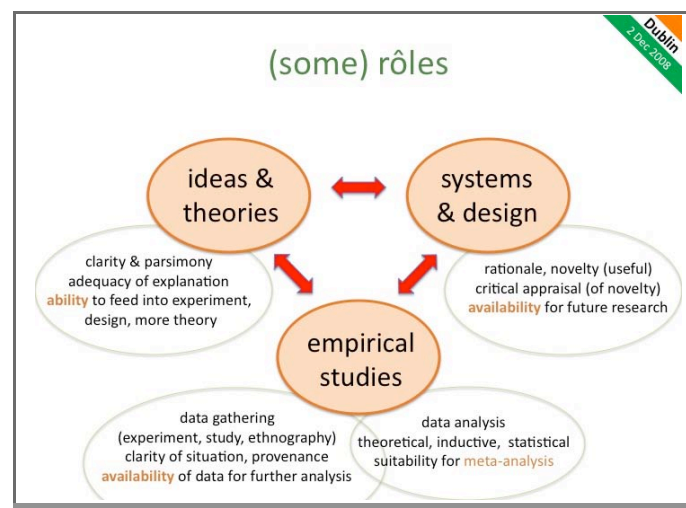 Dublin
2 Dec 2008
(some) rôles
ideas &
theories
systems
& design
clarity & parsimony
adequacy of explanation
ability to feed into experiment,
design, more theory
rationale, novelty (useful)
critical appraisal (of novelty)
availability for future research
empirical
studies
data gathering
(experiment, study, ethnography)
clarity of situation, provenance
availability of data for further analysis
data analysis
theoretical, inductive, statistical
suitability for meta-analysis